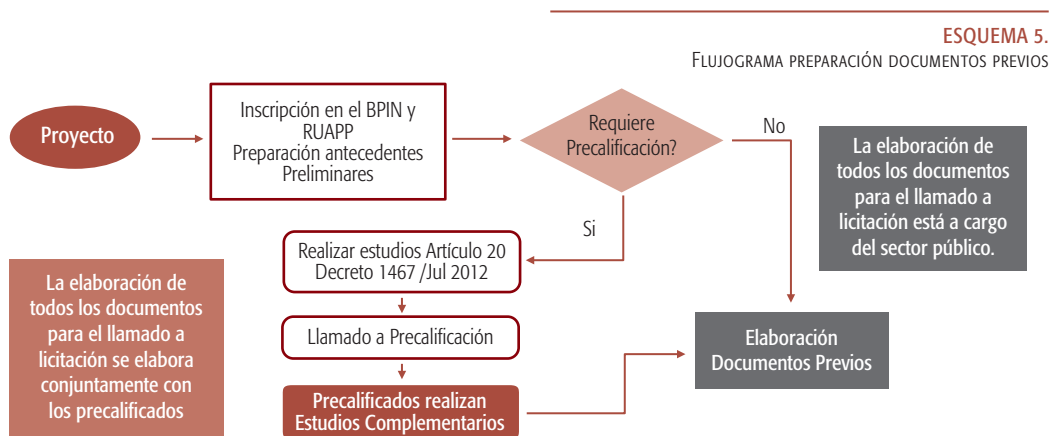 ESQUEMA 5.
FLUJOGRAMA PREPARACIÓN DOCUMENTOS PREVIOS
Proyecto
Inscripción en el BPIN y
RUAPP
Preparación antecedentes
Preliminares
Requiere
Precalificación?
No
La elaboración de
todos los documentos
para el llamado a
licitación está a cargo
del sector público.
Si
Realizar estudios Artículo 20
Decreto 1467 /Jul 2012
La elaboración de
todos los documentos
para el llamado a
licitación se elabora
conjuntamente con
los precalificados
Llamado a Precalificación
Elaboración
Documentos Previos
Precalificados realizan
Estudios Complementarios